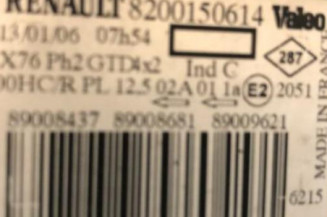 RENAULT 8200150614 Valeo
13/01/06 07h54
X76 Ph2 GTD4x2
Ind C
287
00HC/R PL 12.5 02A 01 1a E2 2051
89008437 89008681 89009621
MADE IN FRAN
6215